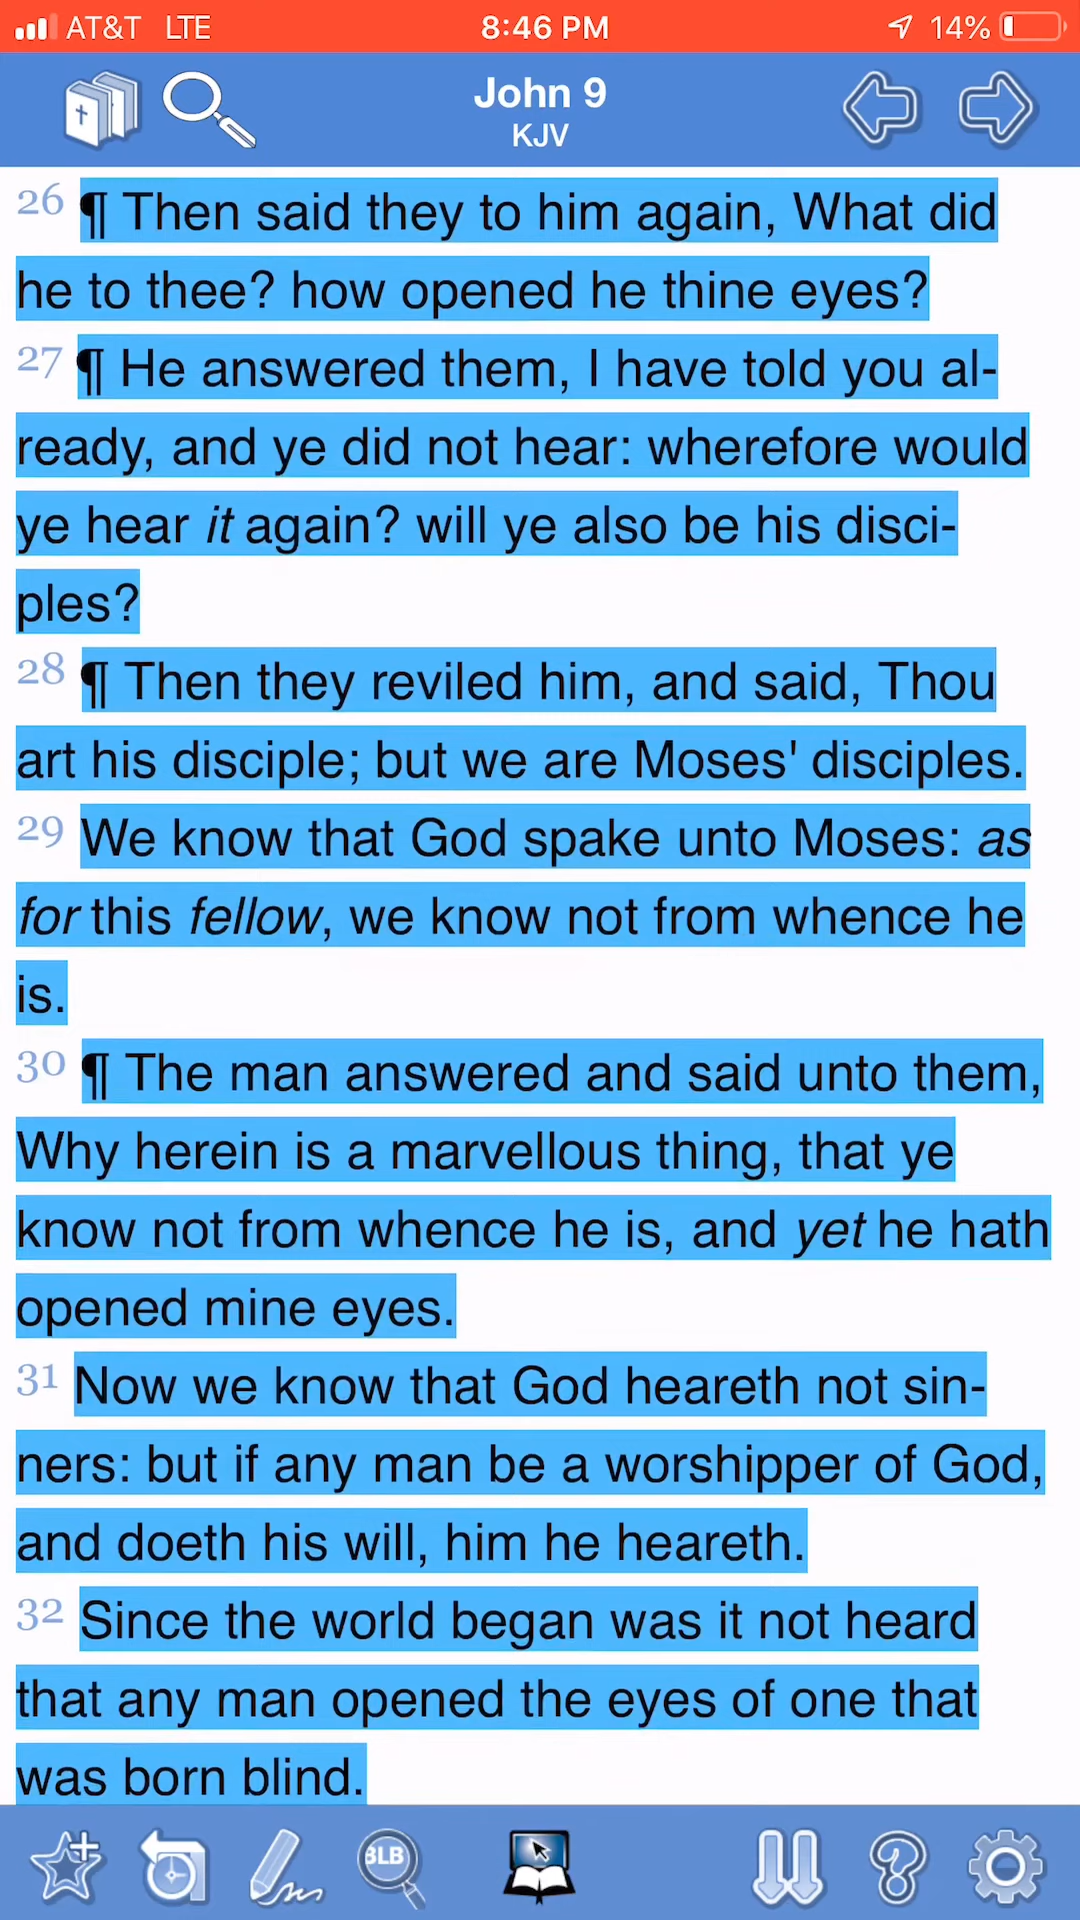 AT&T LTE 8:46 PM 14%
John 9
KJV
26 ¶ Then said they to him again, What did
he to thee? how opened he thine eyes?
27 ¶ He answered them, I have told you al-
ready, and ye did not hear: wherefore would
ye hear it again? will ye also be his disci-
ples?
28 ¶ Then they reviled him, and said, Thou
art his disciple; but we are Moses' disciples.
29 We know that God spake unto Moses: as
for this fellow, we know not from whence he
is.
30 ¶ The man answered and said unto them,
Why herein is a marvellous thing, that ye
know not from whence he is, and yet he hath
opened mine eyes.
31 Now we know that God heareth not sin-
ners: but if any man be a worshipper of God,
and doeth his will, him he heareth.
32 Since the world began was it not heard
that any man opened the eyes of one that
was born blind.
BLB